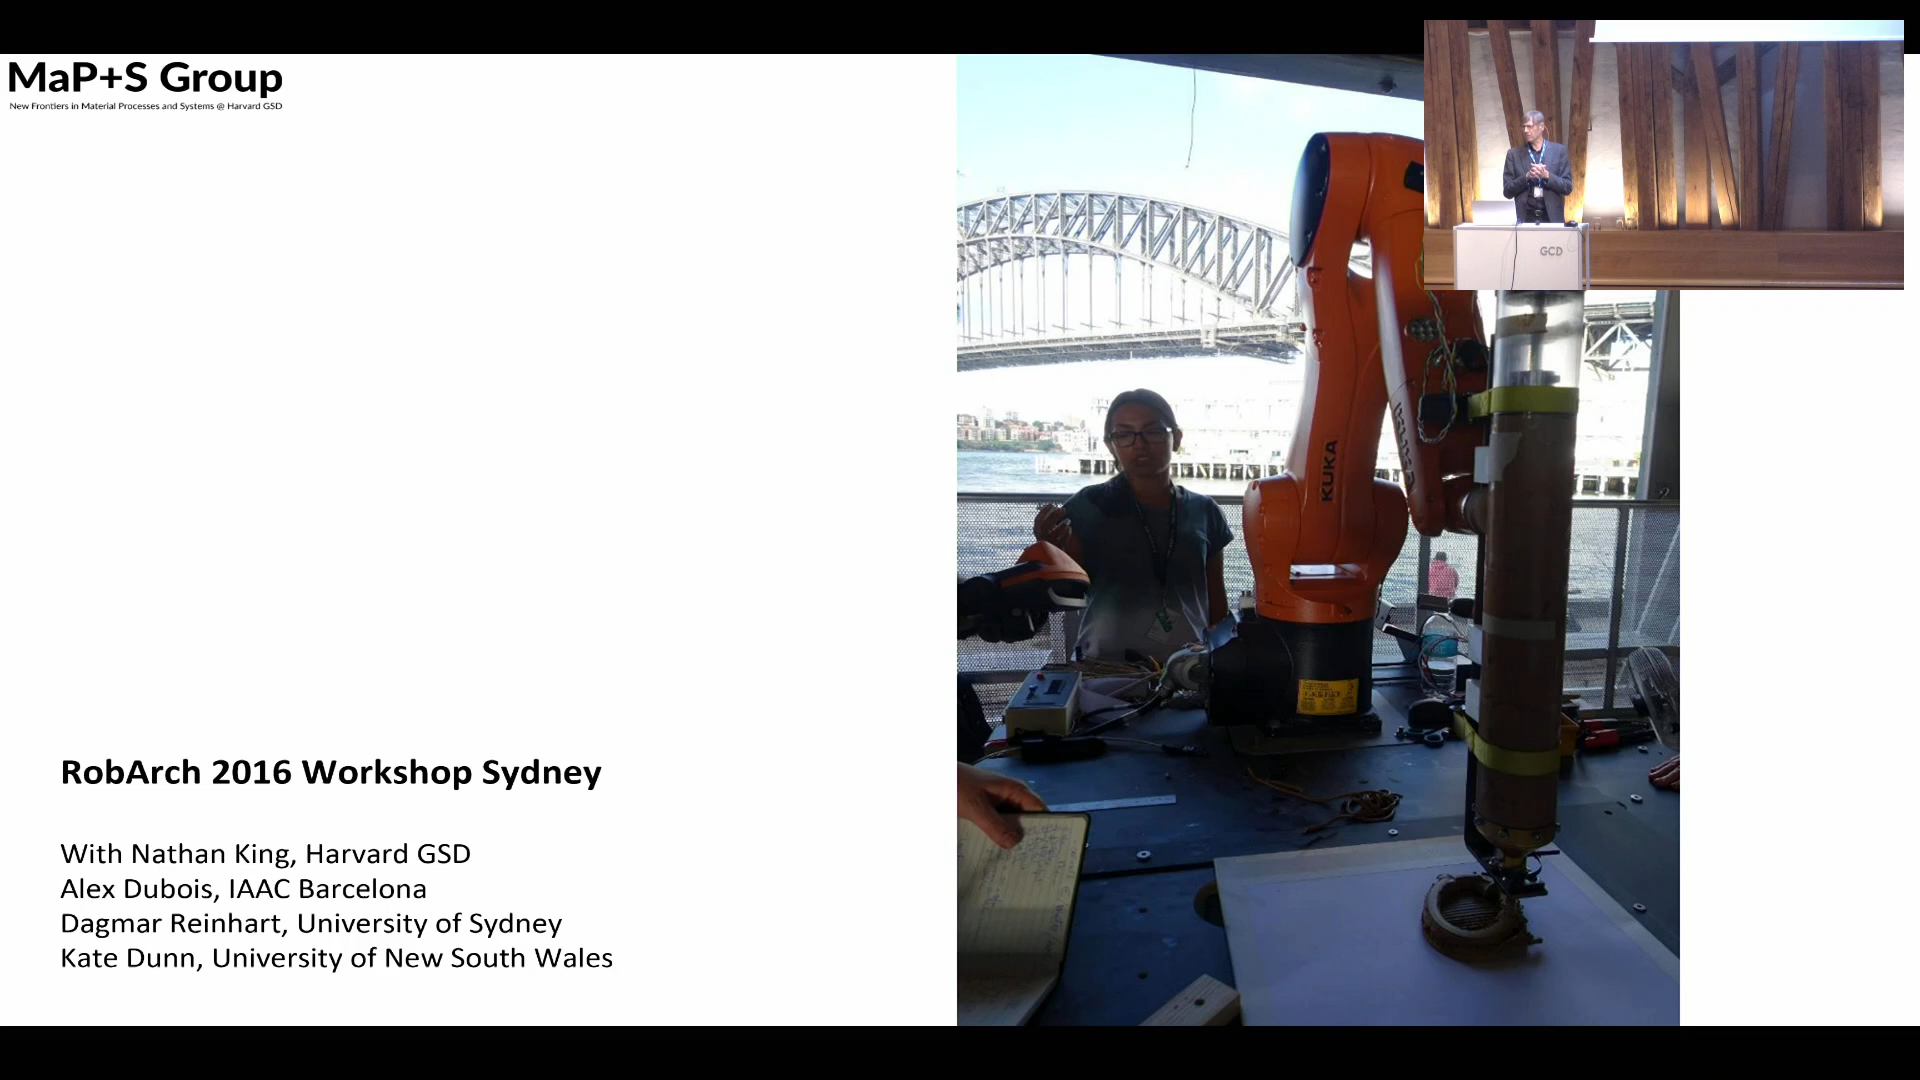 MaP+S Group
New Frontiers in Material Processes and Systems @ Harvard GSD
GCD
KUKA
RobArch 2016 Workshop Sydney
With Nathan King, Harvard GSD
Alex Dubois, IAAC Barcelona
Dagmar Reinhart, University of Sydney
Kate Dunn, University of New South Wales